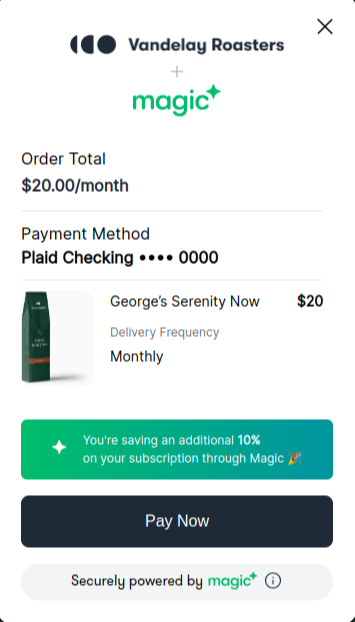 Vandelay Roasters
+
magic
Order Total
$20.00/month
Payment Method
Plaid Checking •••• 0000
George's Serenity Now $20
Delivery Frequency
Monthly
You're saving an additional 10%
on your subscription through Magic 🎉
Pay Now
Securely powered by magic